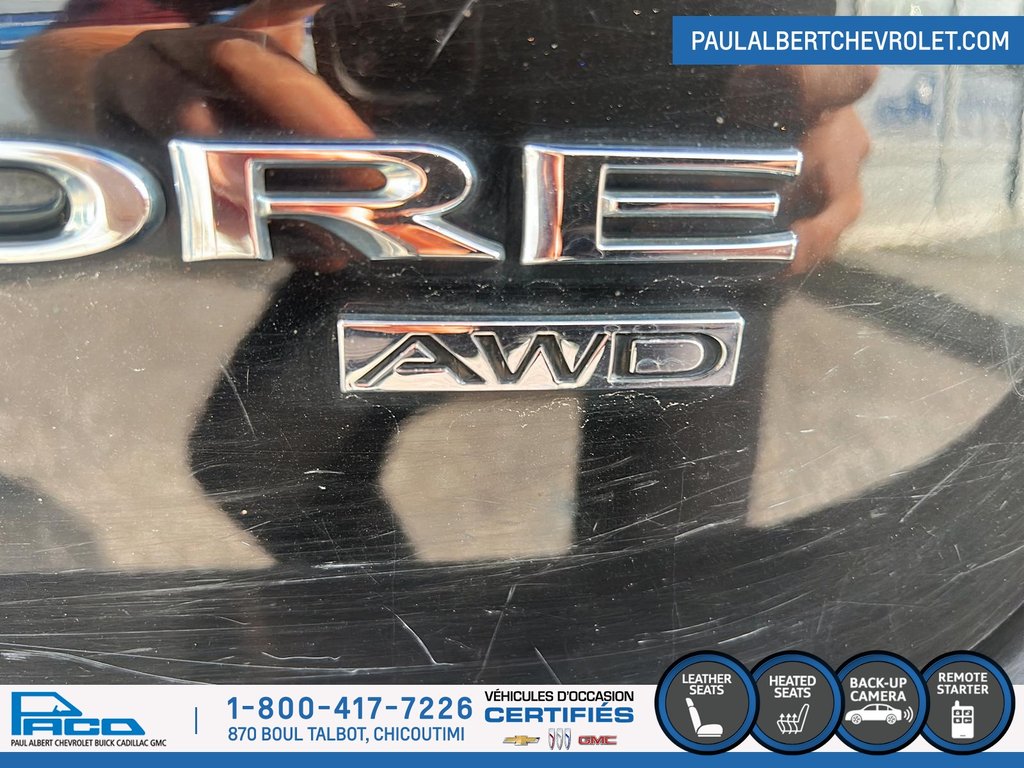 PAULALBERTCHEVROLET.COM
ORE
AWD
PACO
PAUL ALBERT CHEVROLET BUICK CADILLAC GMC
1-800-417-7226
870 BOUL TALBOT, CHICOUTIMI
VÉHICULES D'OCCASION
CERTIFIÉS
GMC
LEATHER
SEATS
HEATED
SEATS
BACK-UP
CAMERA
REMOTE
STARTER